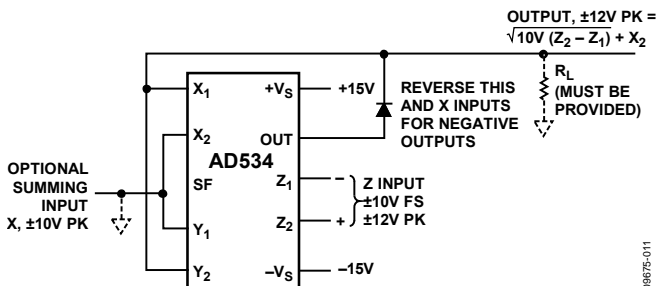 OUTPUT, ±12V PK =
√10V (Z2 – Z1) + X2
X1
+VS
+15V
REVERSE THIS
AND X INPUTS
FOR NEGATIVE
OUTPUTS
RL
(MUST BE
PROVIDED)
X2
OUT
AD534
OPTIONAL
SUMMING
INPUT
X, ±10V PK
SF
Z1
–
Z INPUT
±10V FS
±12V PK
Y1
Z2
+
Y2
–VS
–15V
09675-011